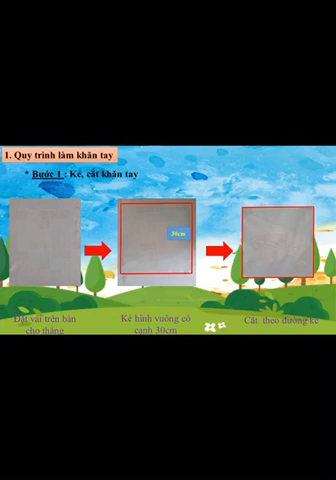 1. Quy trình làm khăn tay
* Bước 1 : Kẻ, cắt khăn tay
30cm
Đặt vải trên bàn
cho thẳng
Kẻ hình vuông có
cạnh 30cm
Cắt theo đường kẻ